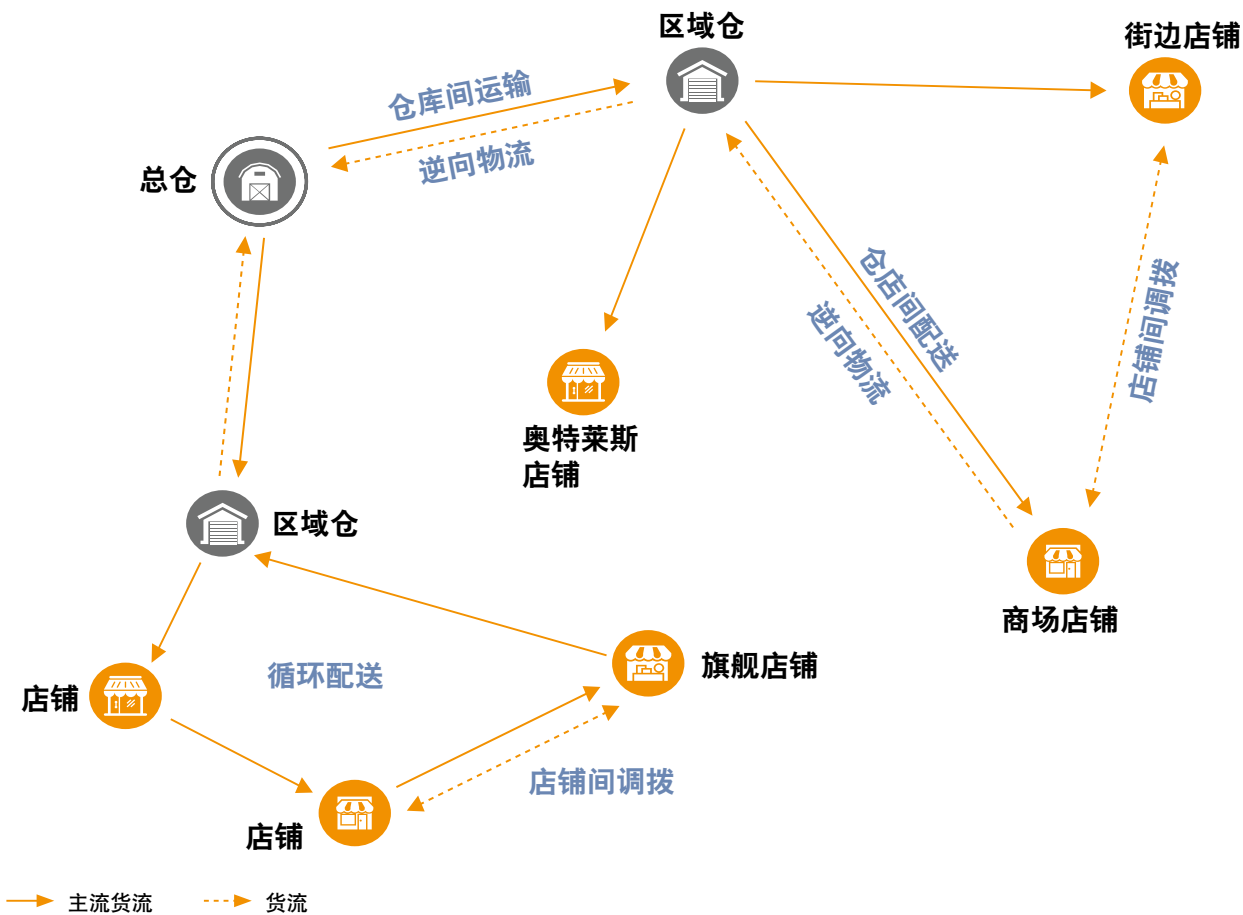 区域仓
街边店铺
仓库间运输
逆向物流
总仓
仓店间配送
逆向物流
店铺间调拨
奥特莱斯
店铺
区域仓
商场店铺
循环配送
旗舰店铺
店铺
店铺间调拨
店铺
主流货流
货流